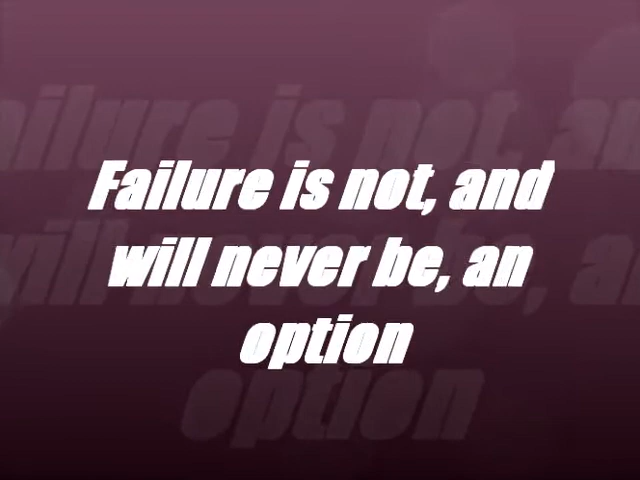 Failure is not, and
will never be, an
option